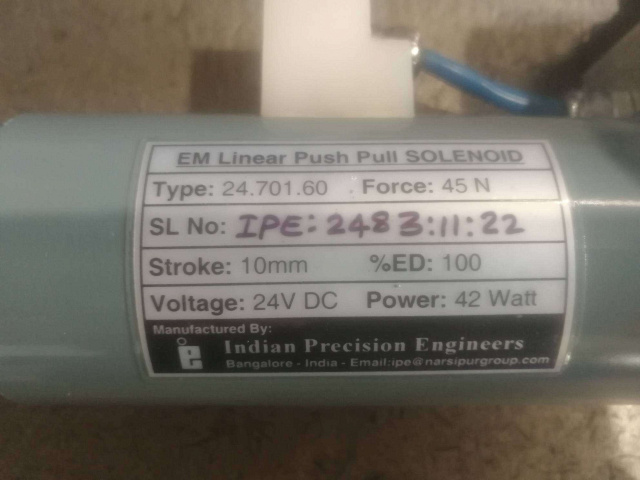 EM Linear Push Pull SOLENOID
Type: 24.701.60 Force: 45 N
SL No: IPE: 2483:11:22
Stroke: 10mm %ED: 100
Voltage: 24V DC Power: 42 Watt
Manufactured By:
Indian Precision Engineers
Bangalore - India - Email:ipe@narsipurgroup.com